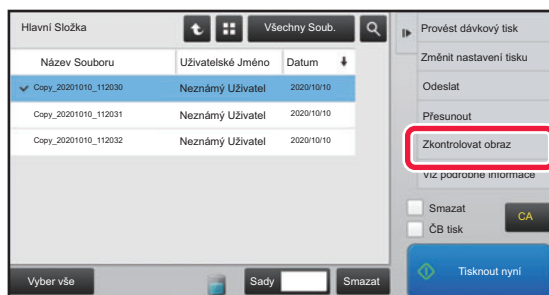 Hlavní Složka
Všechny Soub.
Název Souboru Uživatelské Jméno Datum
Copy_20201010_112030 Neznámý Uživatel 2020/10/10
Copy_20201010_112031 Neznámý Uživatel 2020/10/10
Copy_20201010_112032 Neznámý Uživatel 2020/10/10
Vyber vše
Sady
Smazat
Provést dávkový tisk
Změnit nastavení tisku
Odeslat
Přesunout
Zkontrolovat obraz
Viz podrobné informace
Smazat
ČB tisk
CA
Tisknout nyní